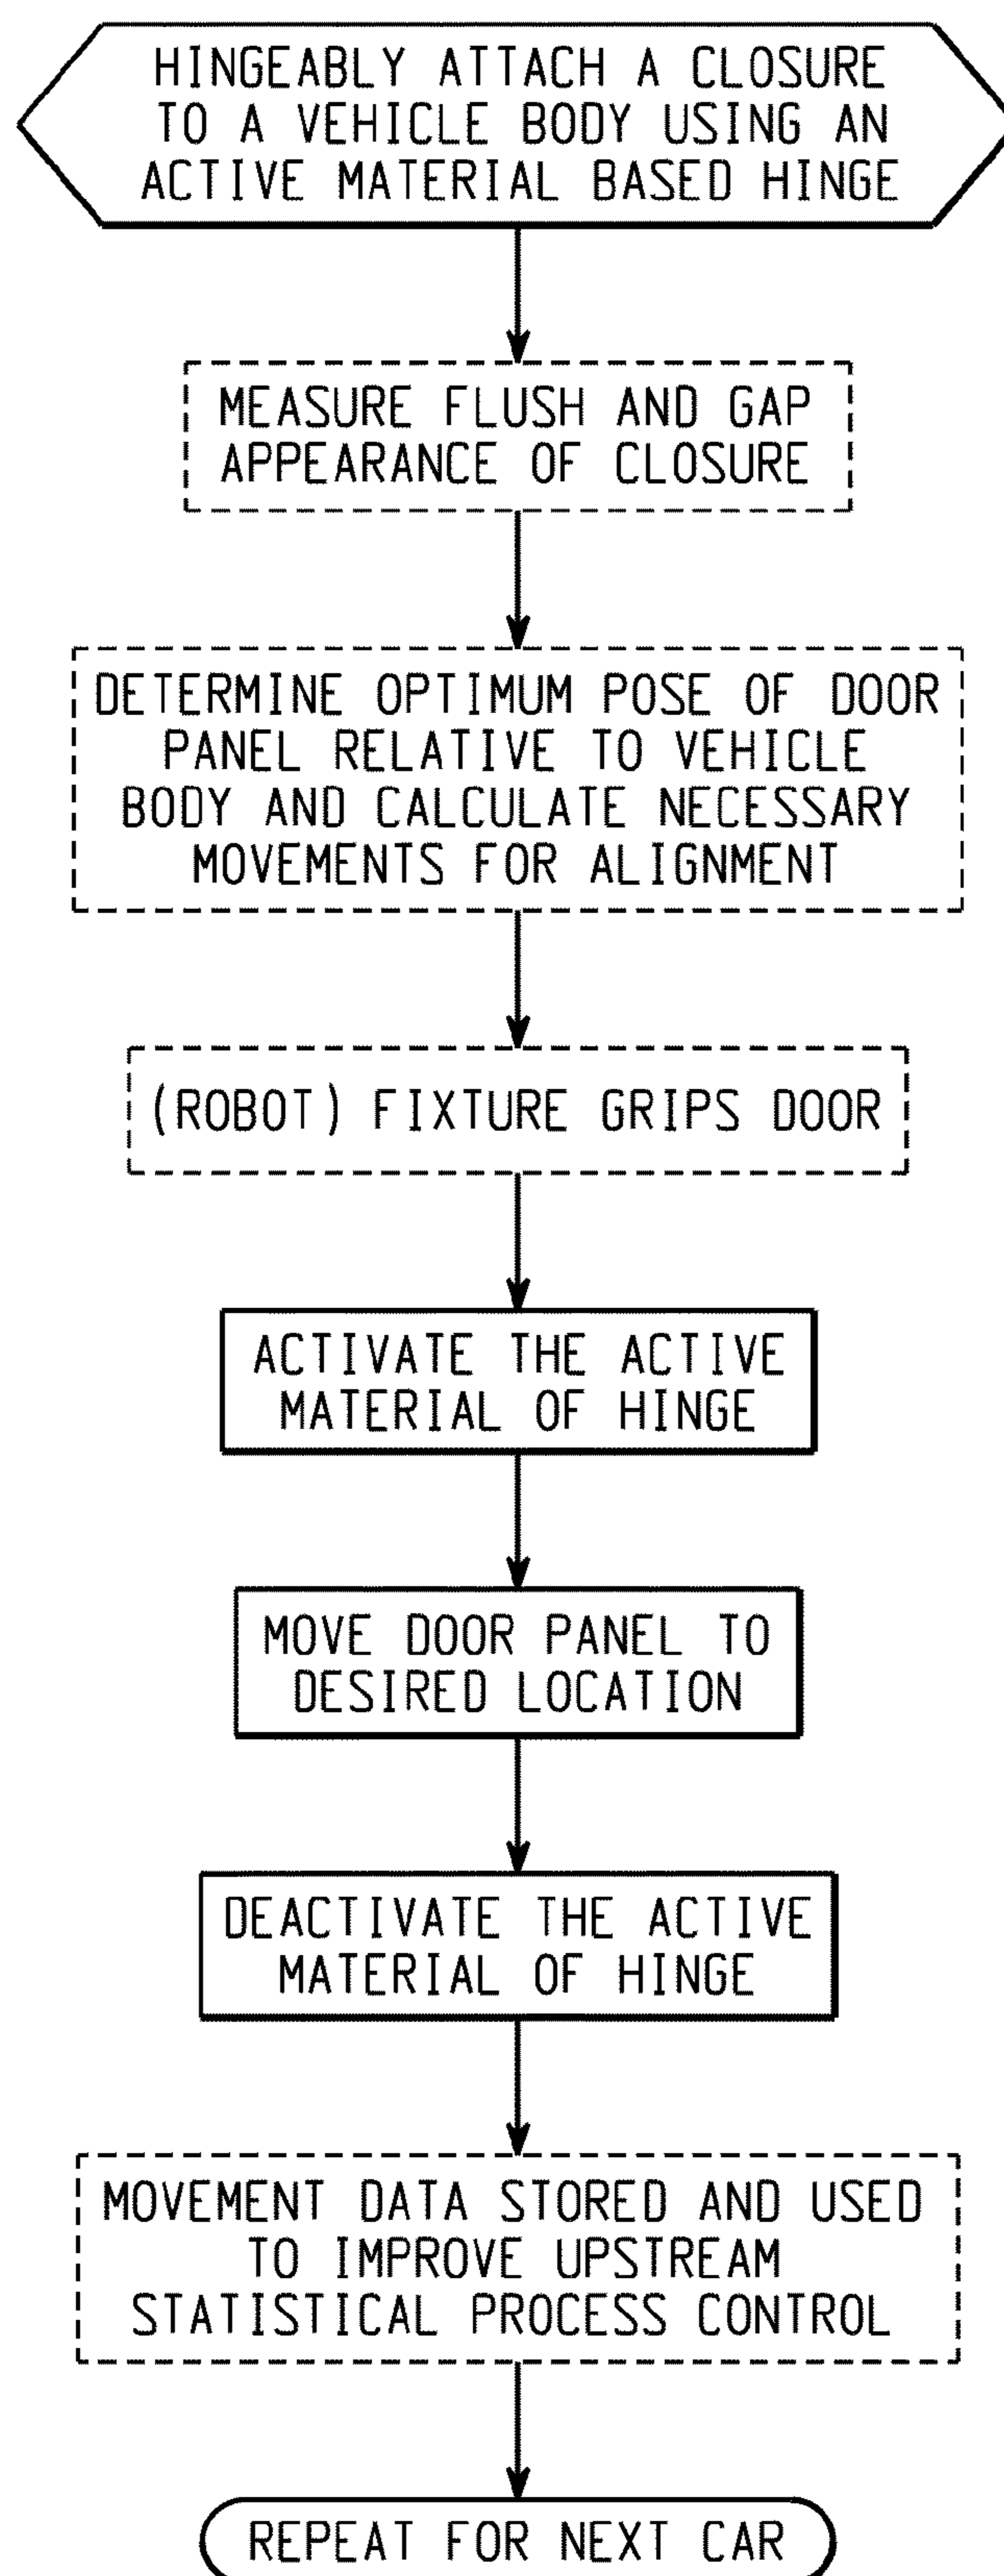 HINGEABLY ATTACH A CLOSURE
TO A VEHICLE BODY USING AN
ACTIVE MATERIAL BASED HINGE
MEASURE FLUSH AND GAP
APPEARANCE OF CLOSURE
DETERMINE OPTIMUM POSE OF DOOR
PANEL RELATIVE TO VEHICLE
BODY AND CALCULATE NECESSARY
MOVEMENTS FOR ALIGNMENT
(ROBOT) FIXTURE GRIPS DOOR
ACTIVATE THE ACTIVE
MATERIAL OF HINGE
MOVE DOOR PANEL TO
DESIRED LOCATION
DEACTIVATE THE ACTIVE
MATERIAL OF HINGE
MOVEMENT DATA STORED AND USED
TO IMPROVE UPSTREAM
STATISTICAL PROCESS CONTROL
REPEAT FOR NEXT CAR